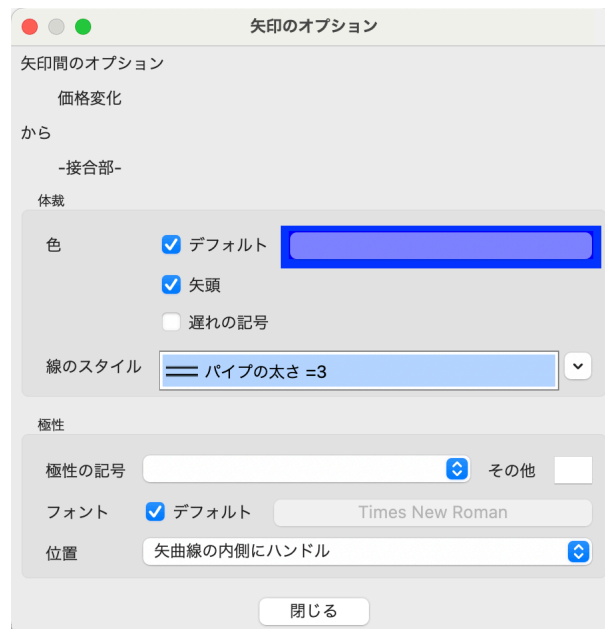 矢印のオプション
矢印間のオプション
価格変化
から
-接合部-
体裁
色 デフォルト
矢頭
遅れの記号
線のスタイル パイプの太さ =3
極性
極性の記号 その他
フォント デフォルト Times New Roman
位置 矢曲線の内側にハンドル
閉じる